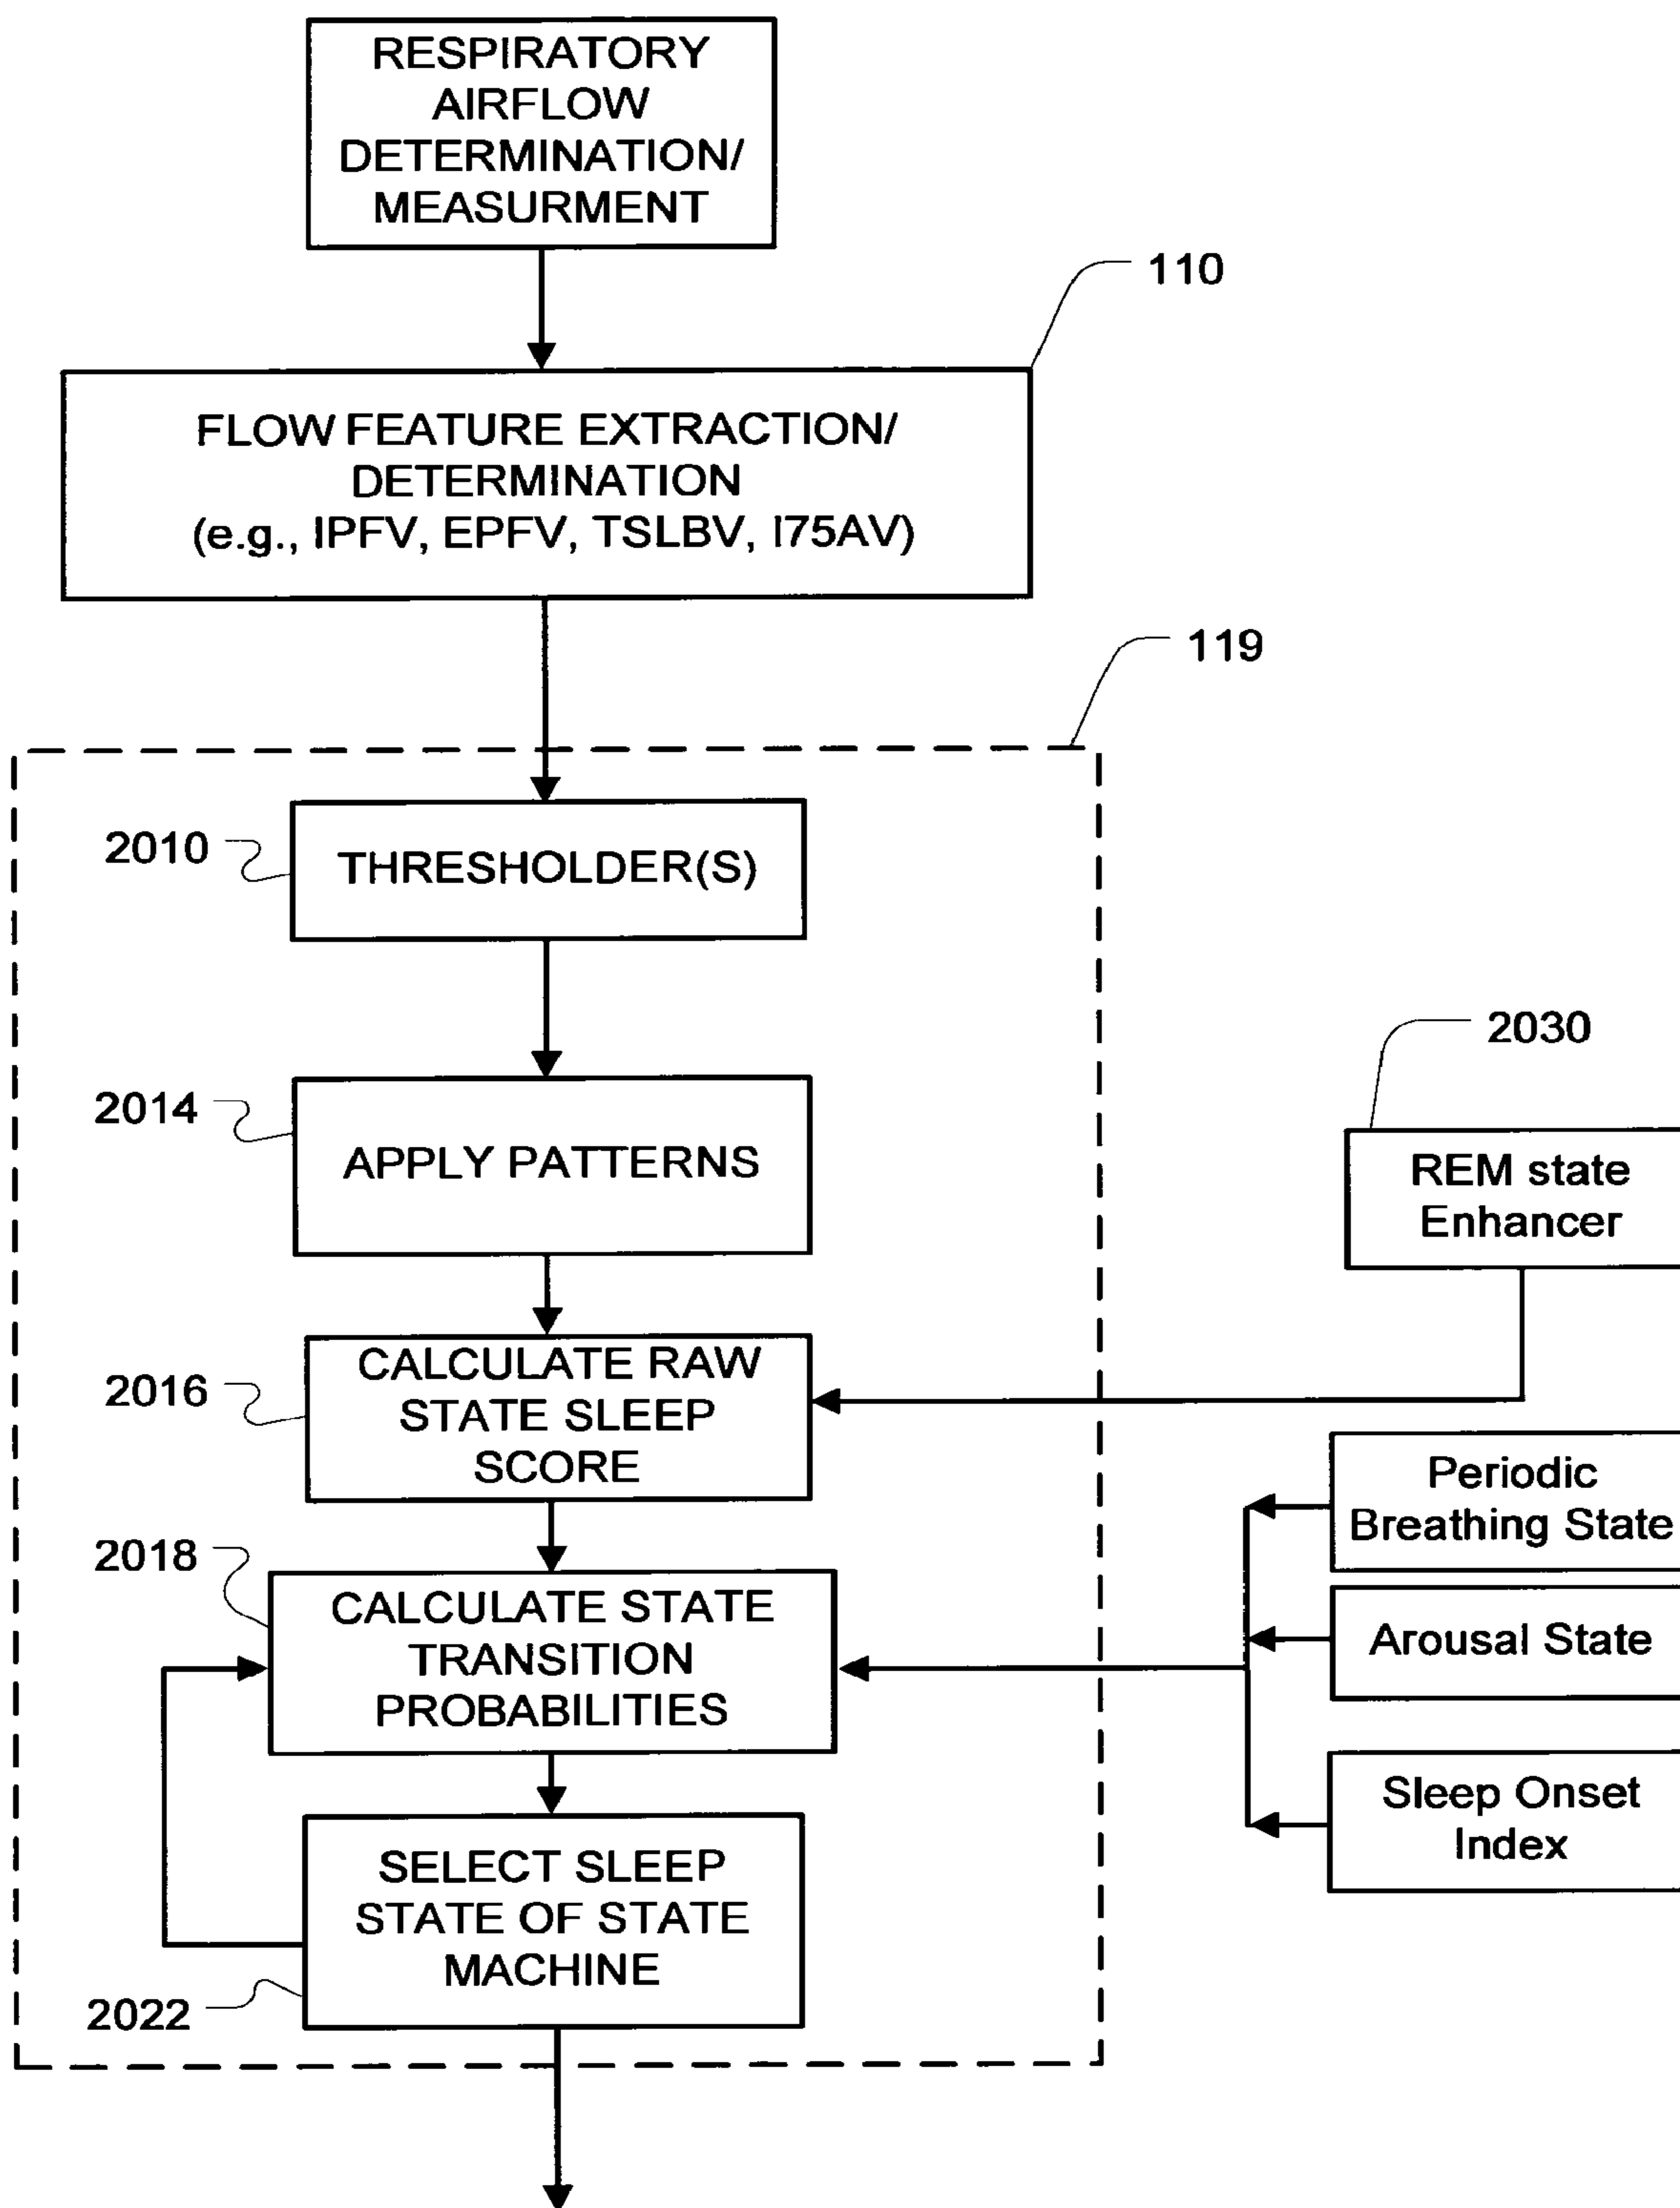 RESPIRATORY
AIRFLOW
DETERMINATION/
MEASURMENT
110
FLOW FEATURE EXTRACTION/
DETERMINATION
(e.g., IPFV, EPFV, TSLBV, I75AV)
119
2010
THRESHOLDER(S)
2030
2014
APPLY PATTERNS
REM state
Enhancer
2016
CALCULATE RAW
STATE SLEEP
SCORE
Periodic
Breathing State
2018
CALCULATE STATE
TRANSITION
PROBABILITIES
Arousal State
Sleep Onset
Index
SELECT SLEEP
STATE OF STATE
MACHINE
2022